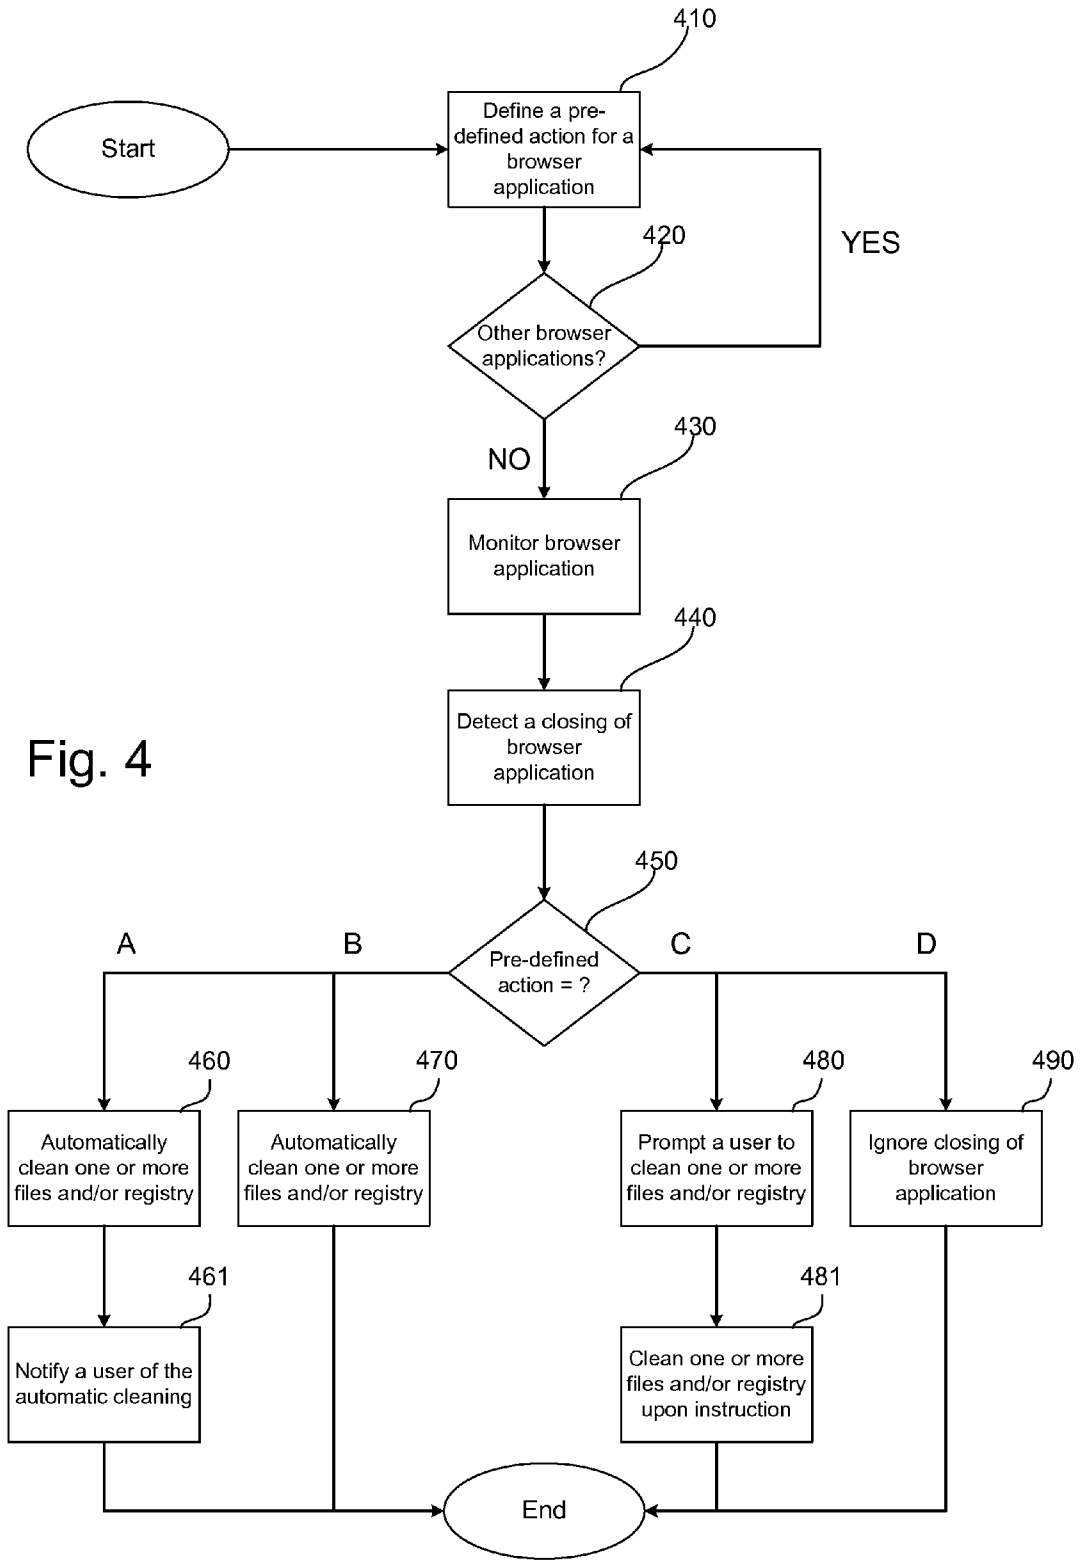 410
Define a pre-
defined action for a
browser
application
Start
420
YES
Other browser
applications?
430
NO
Monitor browser
application
440
Detect a closing of
browser
application
Fig. 4
450
A
B
C
D
Pre-defined
action = ?
460
470
480
490
Automatically
clean one or more
files and/or registry
Automatically
clean one or more
files and/or registry
Prompt a user to
clean one or more
files and/or registry
Ignore closing of
browser
application
461
481
Notify a user of the
automatic cleaning
Clean one or more
files and/or registry
upon instruction
End